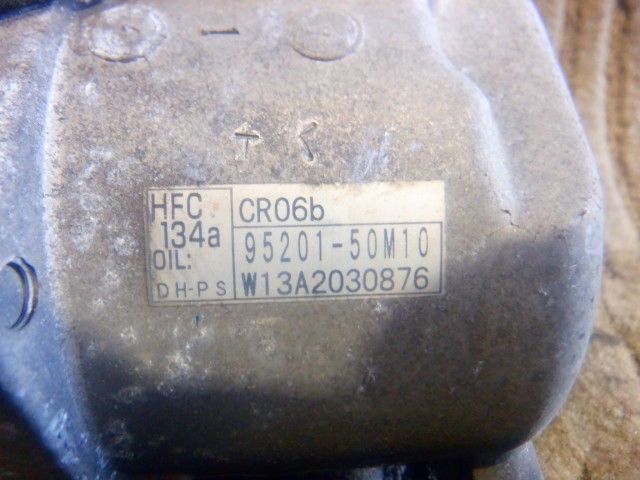 HFC
134a
OIL:
DH-PS
CR06b
95201-50M10
W13A2030876